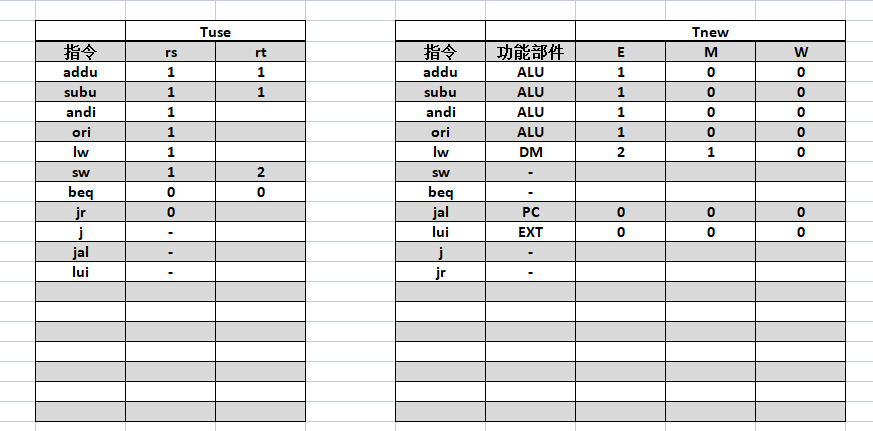 Tuse Tnew
指令 rs rt 指令 功能部件 E M W
addu 1 1 addu ALU 1 0 0
subu 1 1 subu ALU 1 0 0
andi 1 andi ALU 1 0 0
ori 1 ori ALU 1 0 0
lw 1 lw DM 2 1 0
sw 1 2 sw -
beq 0 0 beq -
jr 0 jal PC 0 0 0
j - lui EXT 0 0 0
jal - j -
lui - jr -